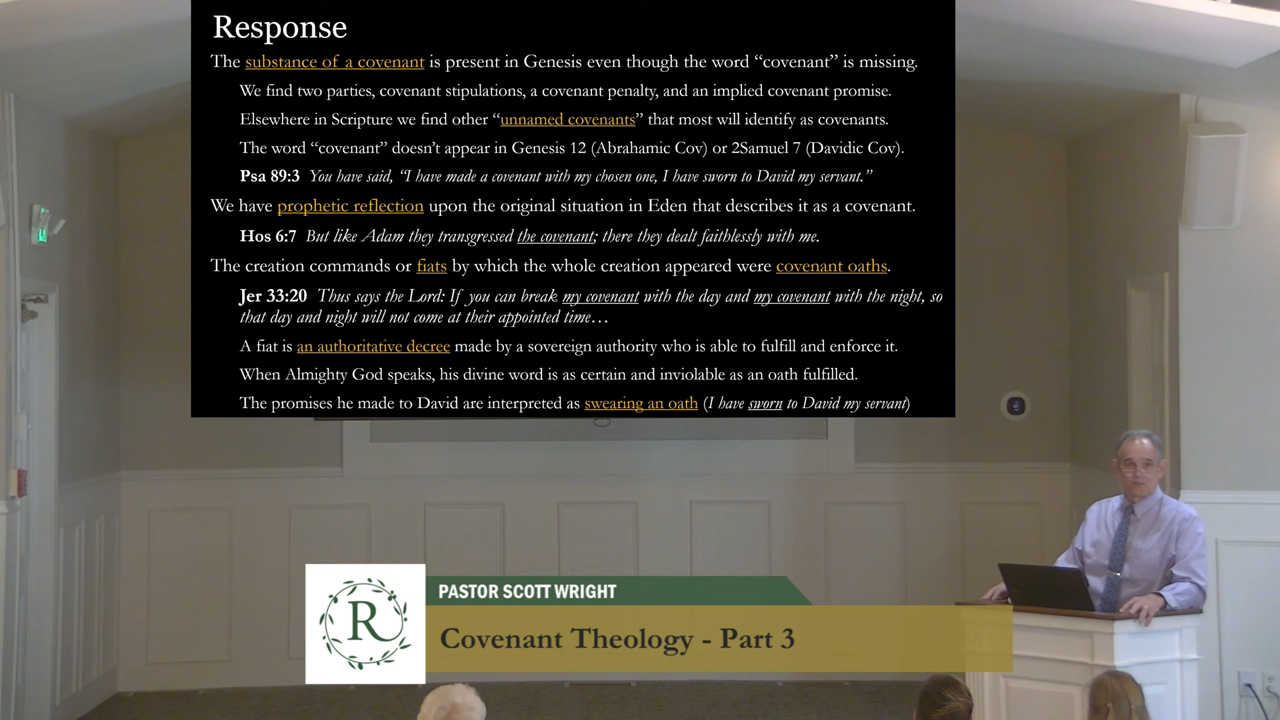 Response
The substance of a covenant is present in Genesis even though the word “covenant” is missing.
We find two parties, covenant stipulations, a covenant penalty, and an implied covenant promise.
Elsewhere in Scripture we find other “unnamed covenants” that most will identify as covenants.
The word “covenant” doesn’t appear in Genesis 12 (Abrahamic Cov) or 2Samuel 7 (Davidic Cov).
Psa 89:3 You have said, “I have made a covenant with my chosen one, I have sworn to David my servant.”
We have prophetic reflection upon the original situation in Eden that describes it as a covenant.
Hos 6:7 But like Adam they transgressed the covenant; there they dealt faithlessly with me.
The creation commands or fiats by which the whole creation appeared were covenant oaths.
Jer 33:20 Thus says the Lord: If you can break my covenant with the day and my covenant with the night, so
that day and night will not come at their appointed time…
A fiat is an authoritative decree made by a sovereign authority who is able to fulfill and enforce it.
When Almighty God speaks, his divine word is as certain and inviolable as an oath fulfilled.
The promises he made to David are interpreted as swearing an oath (I have sworn to David my servant)
R
PASTOR SCOTT WRIGHT
Covenant Theology - Part 3